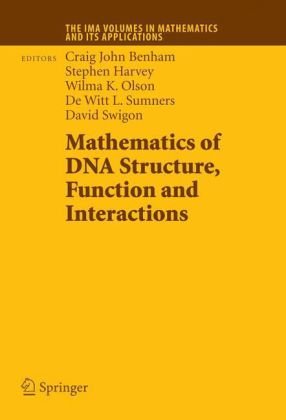 THE IMA VOLUMES IN MATHEMATICS
AND ITS APPLICATIONS
EDITORS Craig John Benham
Stephen Harvey
Wilma K. Olson
De Witt L. Sumners
David Swigon
Mathematics of
DNA Structure,
Function and
Interactions
Springer